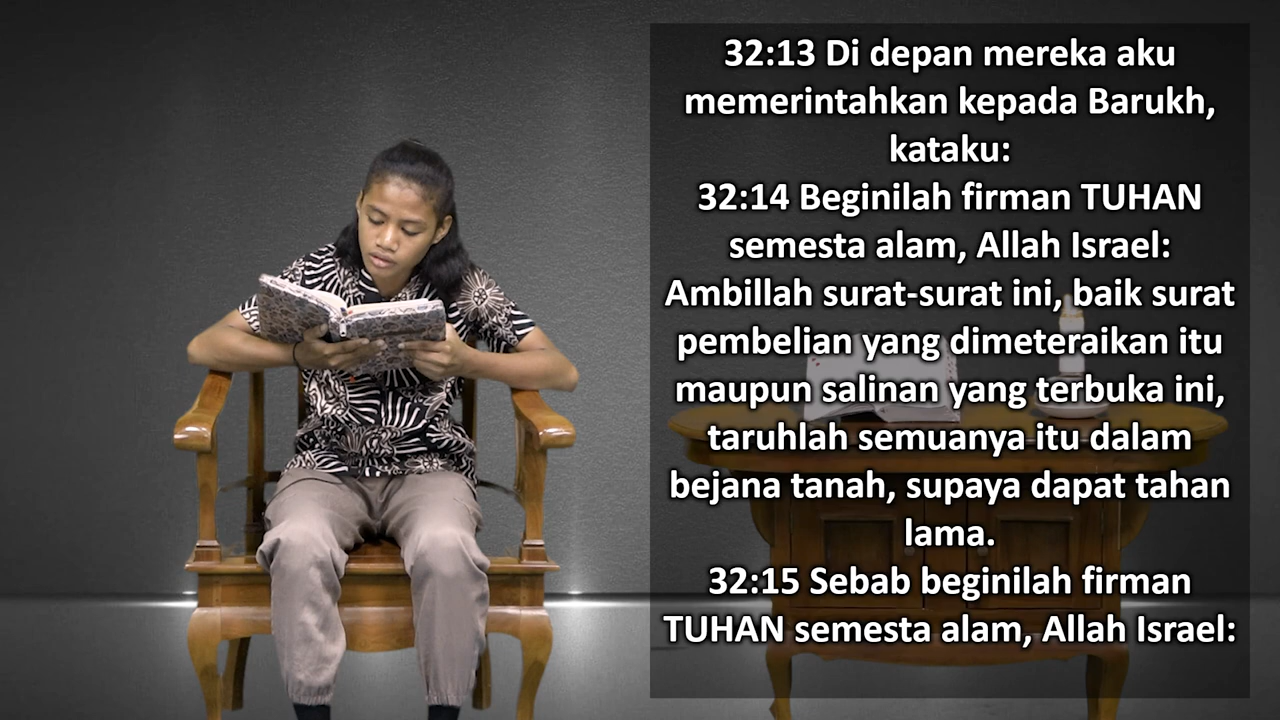 32:13 Di depan mereka aku
memerintahkan kepada Barukh,
kataku:
32:14 Beginilah firman TUHAN
semesta alam, Allah Israel:
Ambillah surat-surat ini, baik surat
pembelian yang dimeteraikan itu
maupun salinan yang terbuka ini,
taruhlah semuanya itu dalam
bejana tanah, supaya dapat tahan
lama.
32:15 Sebab beginilah firman
TUHAN semesta alam, Allah Israel: